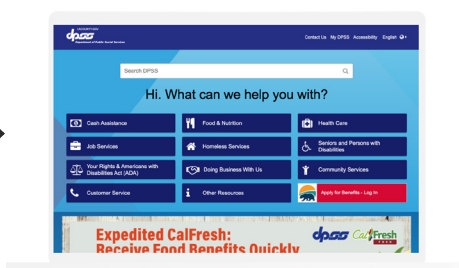 dpss
Department of Public Social Services
Contact Us My DPSS Accessibility English
Search DPSS
Hi. What can we help you with?
Cash Assistance
Food & Nutrition
Health Care
Job Services
Homeless Services
Seniors and Persons with
Disabilities
Your Rights & Americans with
Disabilities Act (ADA)
Doing Business With Us
Community Services
Customer Service
Other Resources
Apply for Benefits - Log In
Expedited CalFresh:
Receive Food Benefits Quickly
dpss CalFresh
FOOD